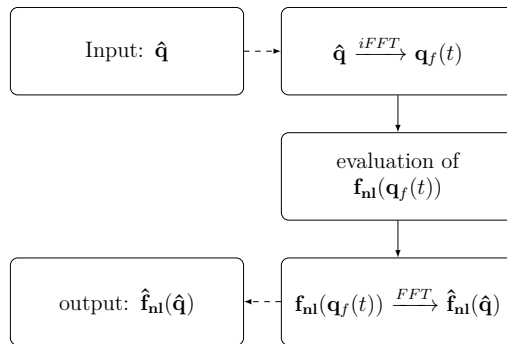 Input: q̂
q̂ —iFFT→ q_f(t)
evaluation of
f_nl(q_f(t))
output: f̂_nl(q̂)
f_nl(q_f(t)) —FFT→ f̂_nl(q̂)